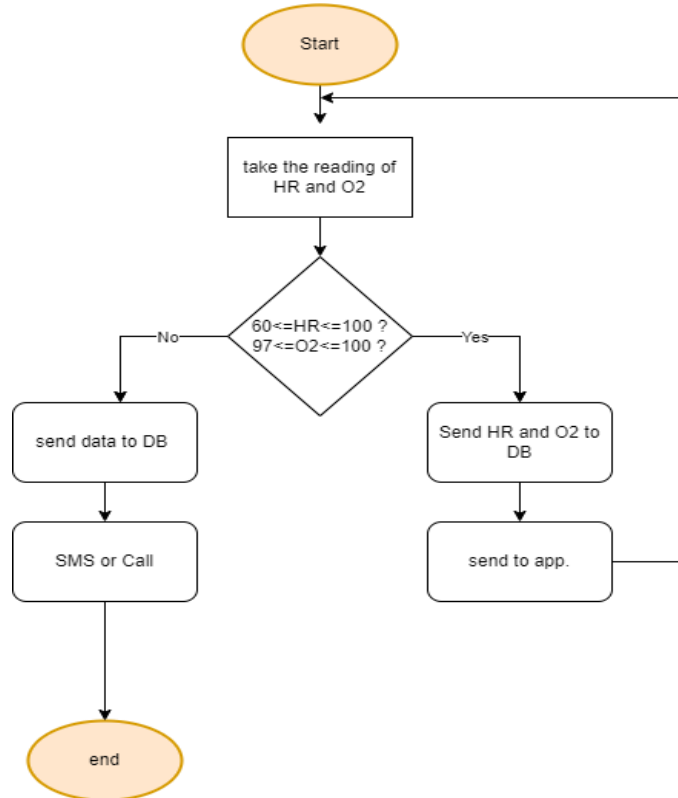 Start
take the reading of
HR and O2
60<=HR<=100 ?
97<=O2<=100 ?
No
Yes
send data to DB
Send HR and O2 to
DB
SMS or Call
send to app.
end